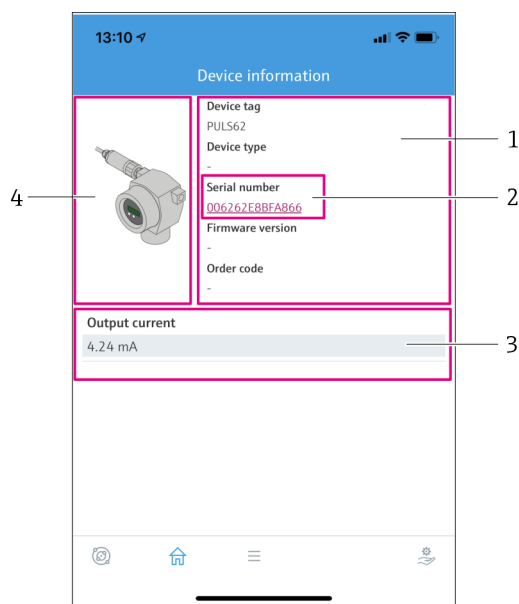 13:10
Device information
Device tag
PULS62
Device type
-
Serial number
006262E8BFA866
Firmware version
-
Order code
-
Output current
4.24 mA
1
2
3
4